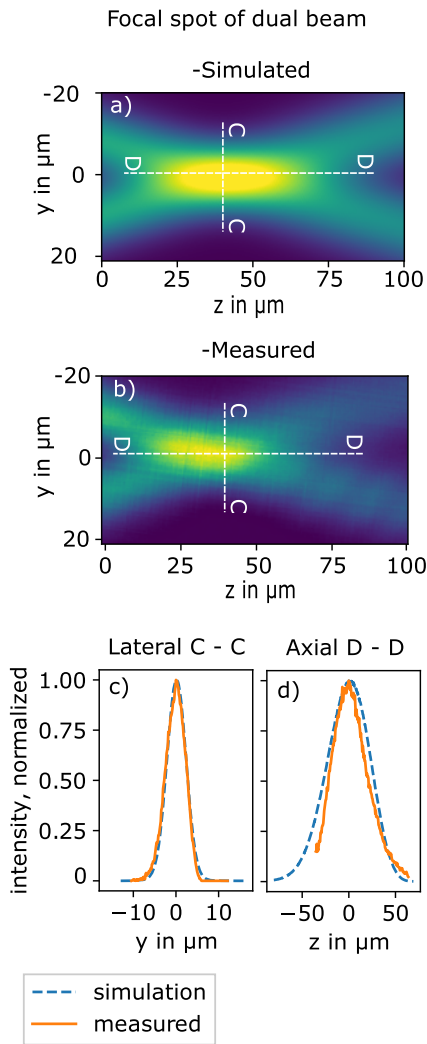 Focal spot of dual beam
-Simulated
a)
-20
0
20
y in µm
C
C
D
D
0
25
50
75
100
z in µm
-Measured
b)
-20
0
20
y in µm
C
C
D
D
0
25
50
75
100
z in µm
Lateral C - C
Axial D - D
c)
d)
intensity, normalized
1.00
0.75
0.50
0.25
0
−10
0
10
y in µm
−50
0
50
z in µm
simulation
measured